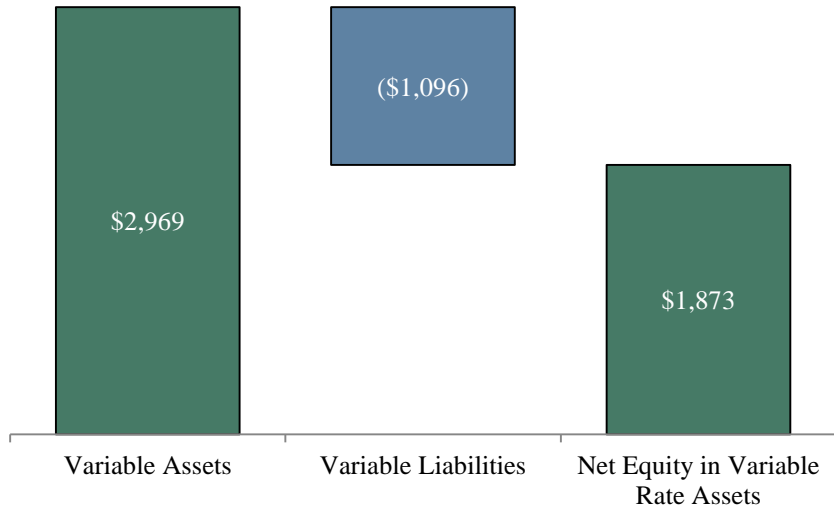 ($1,096)
$2,969
$1,873
Variable Assets
Variable Liabilities
Net Equity in Variable
Rate Assets